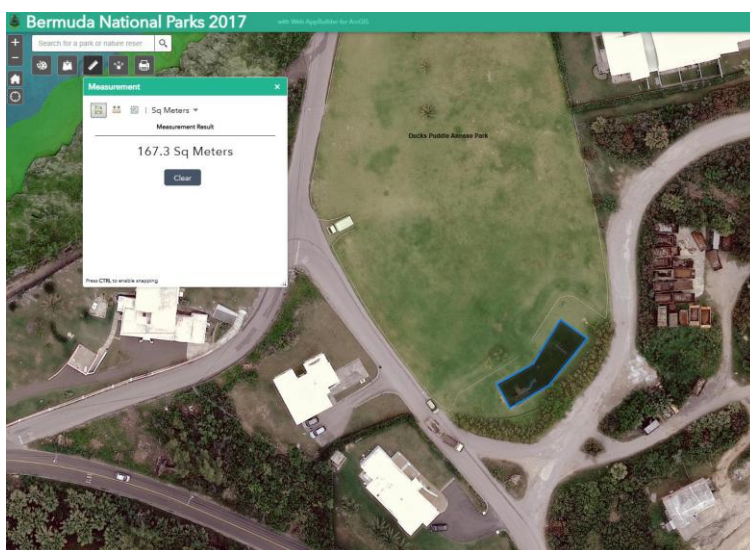 Bermuda National Parks 2017
with Web AppBuilder for ArcGIS
Search for a park or nature reser
Measurement
Sq Meters
Measurement Result
167.3 Sq Meters
Clear
Press CTRL to enable snapping
Ducks Puddle Amean Park